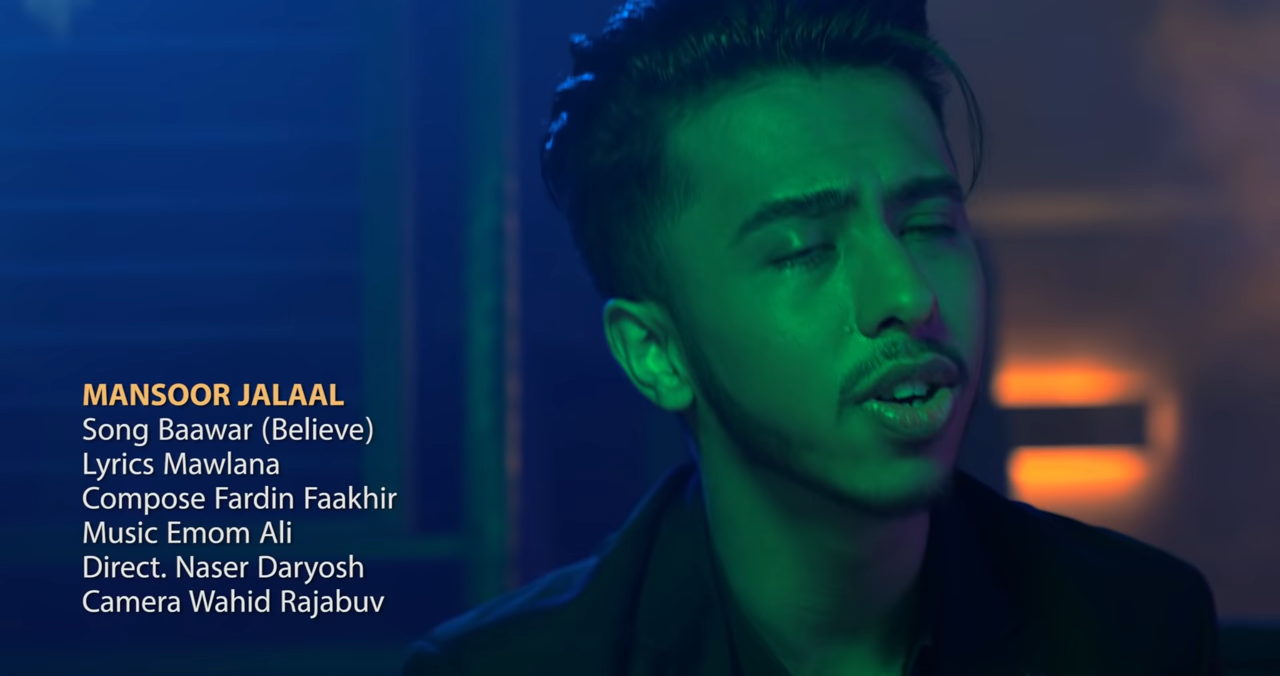 MANSOOR JALAAL
Song Baawar (Believe)
Lyrics Mawlana
Compose Fardin Faakhir
Music Emom Ali
Direct. Naser Daryosh
Camera Wahid Rajabuv